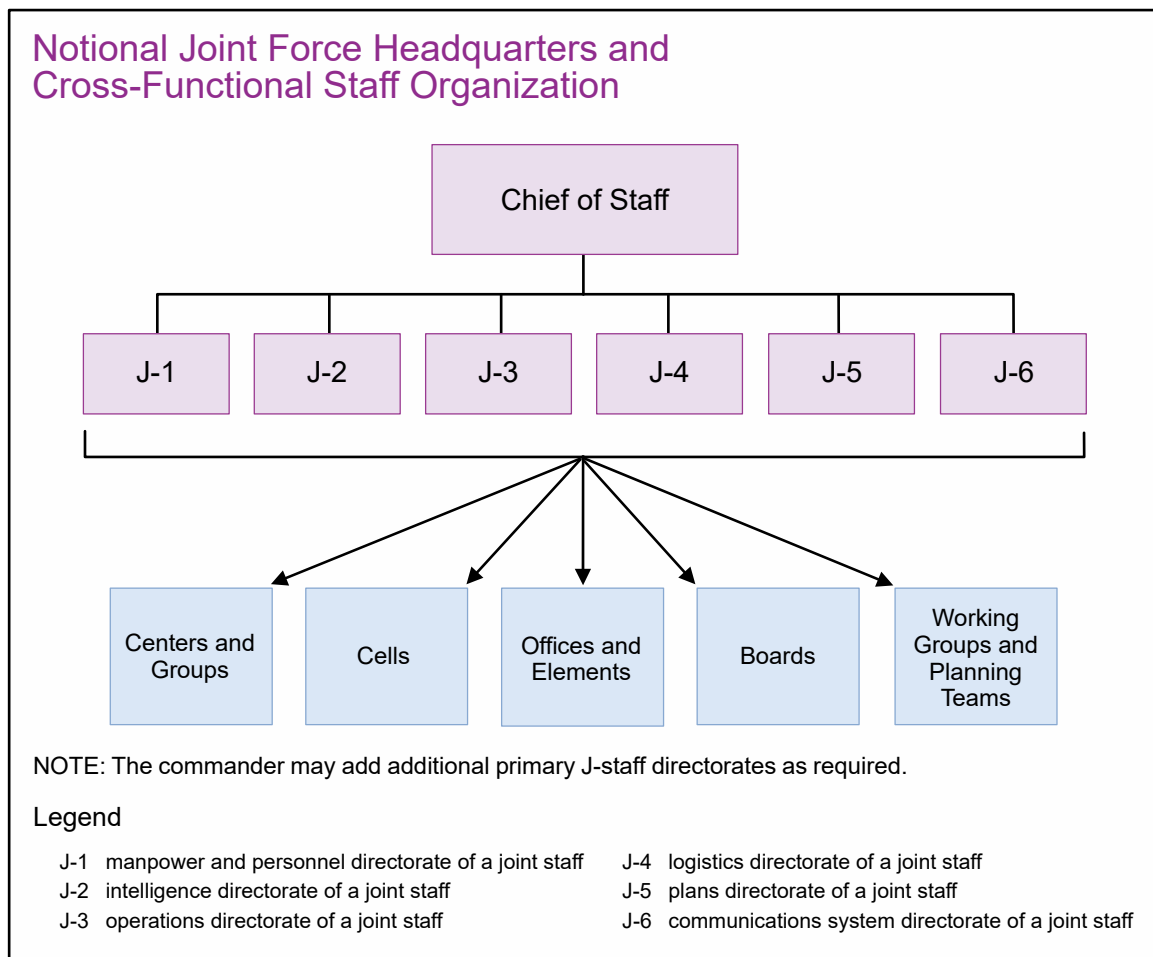 Notional Joint Force Headquarters and
Cross-Functional Staff Organization
Chief of Staff
J-1
J-2
J-3
J-4
J-5
J-6
Centers and
Groups
Cells
Offices and
Elements
Boards
Working
Groups and
Planning
Teams
NOTE: The commander may add additional primary J-staff directorates as required.
Legend
J-1 manpower and personnel directorate of a joint staff
J-2 intelligence directorate of a joint staff
J-3 operations directorate of a joint staff
J-4 logistics directorate of a joint staff
J-5 plans directorate of a joint staff
J-6 communications system directorate of a joint staff